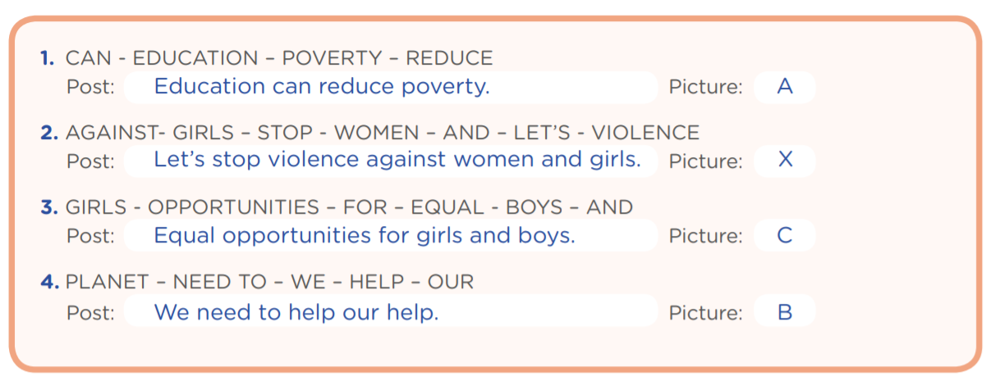 1. CAN - EDUCATION – POVERTY – REDUCE
Post: Education can reduce poverty. Picture: A
2. AGAINST- GIRLS – STOP - WOMEN – AND – LET’S - VIOLENCE
Post: Let’s stop violence against women and girls. Picture: X
3. GIRLS - OPPORTUNITIES – FOR – EQUAL - BOYS – AND
Post: Equal opportunities for girls and boys. Picture: C
4. PLANET – NEED TO – WE – HELP – OUR
Post: We need to help our help. Picture: B